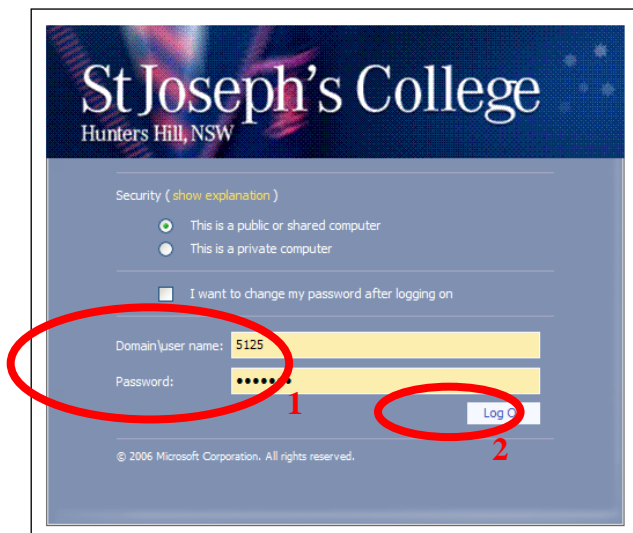 St Joseph's College
Hunters Hill, NSW
Security ( show explanation )
This is a public or shared computer
This is a private computer
I want to change my password after logging on
Domain\user name: 5125
Password: •••••••
1
Log O
2
© 2006 Microsoft Corporation. All rights reserved.